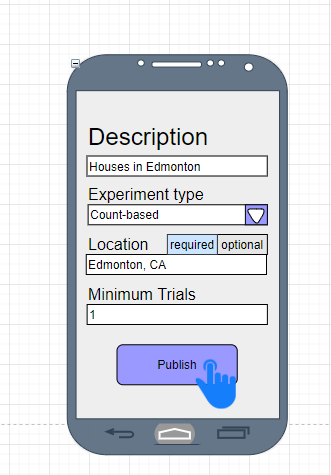 Description
Houses in Edmonton
Experiment type
Count-based
Location required optional
Edmonton, CA
Minimum Trials
1
Publish